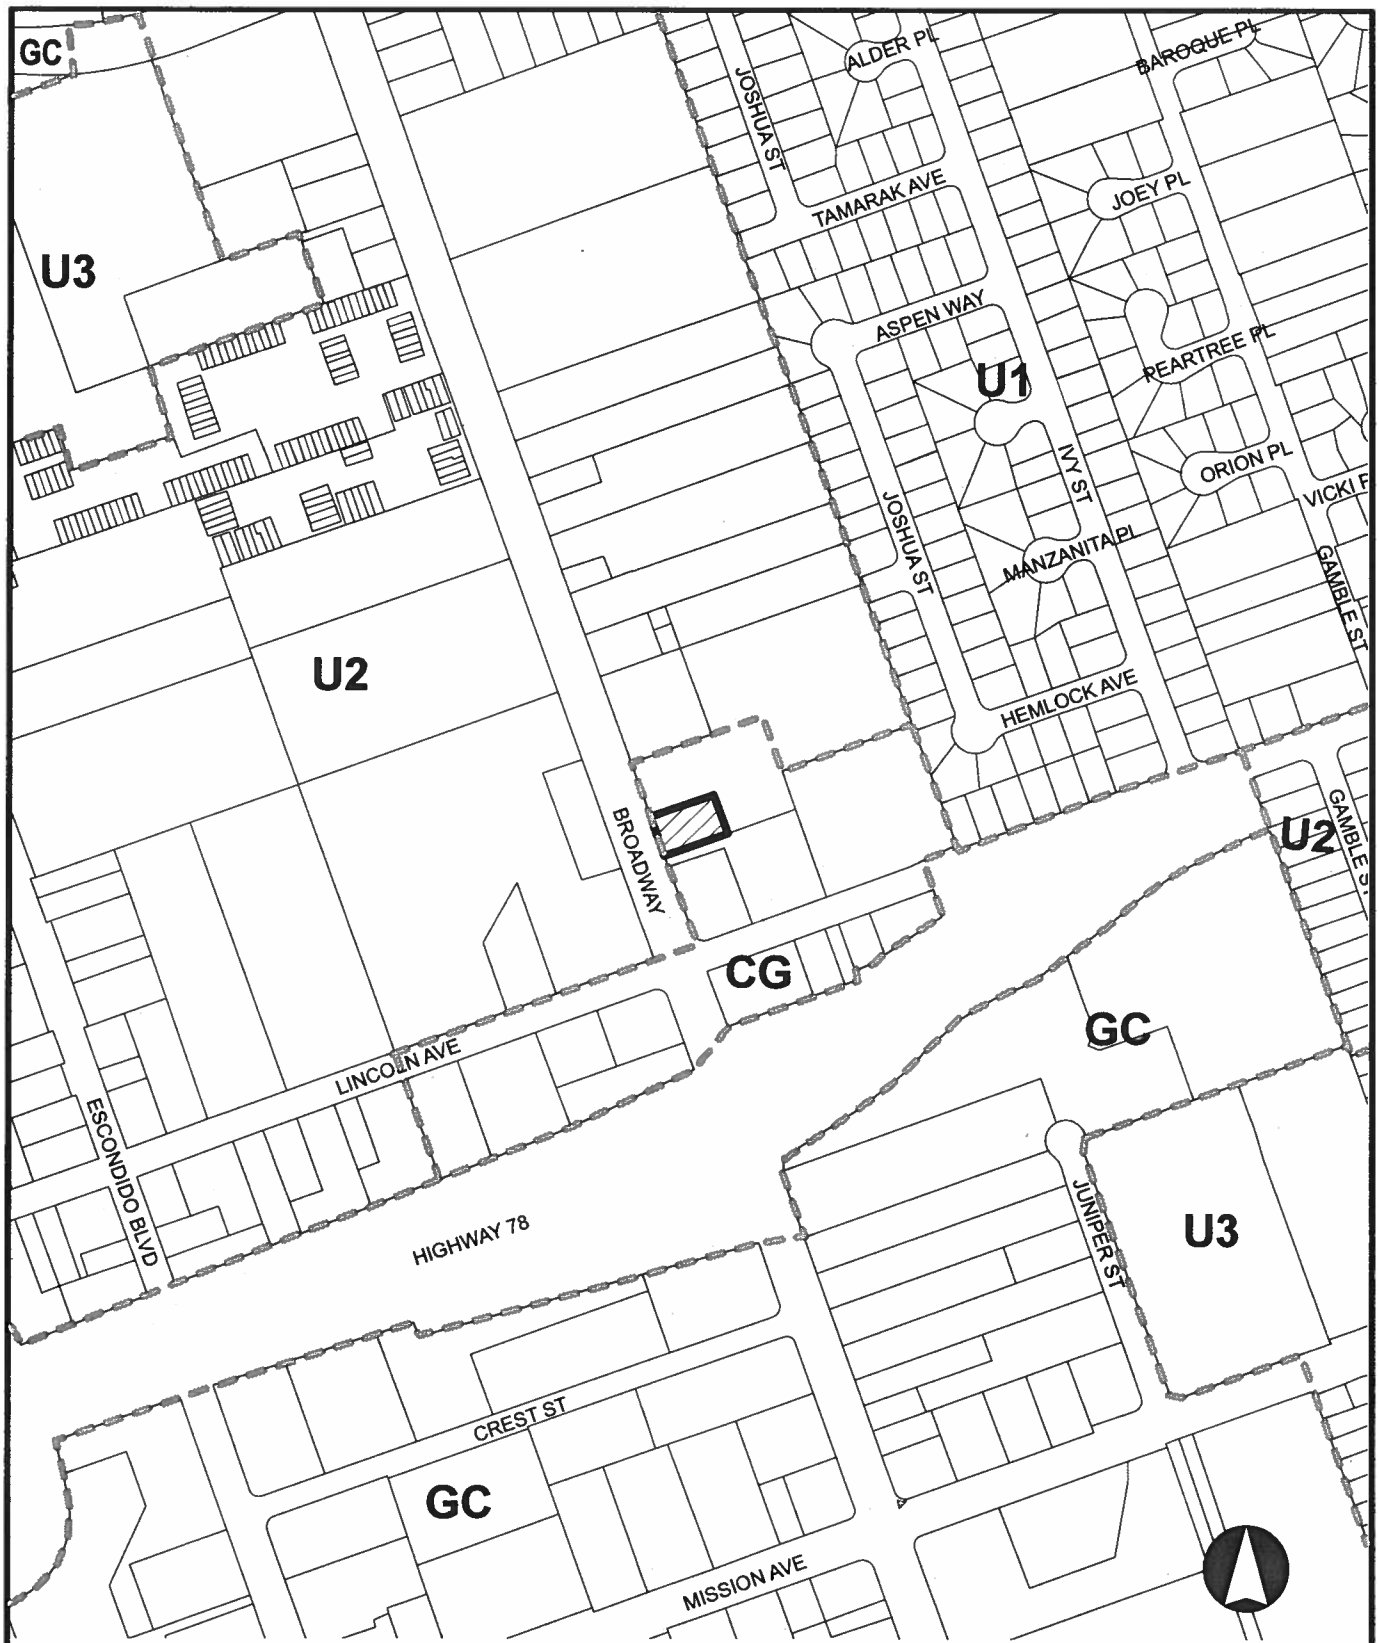 GC
ALDER PL
BAROQUE PL
JOSHUA ST
TAMARAK AVE
JOEY PL
U3
ASPEN WAY
U1
PEARTREE PL
IVY ST
ORION PL
VICKI
JOSHUA ST
MANZANITA PL
GAMBLE ST
U2
HEMLOCK AVE
BROADWAY
GAMBLE ST
U2
CG
GC
LINCOLN AVE
ESCONDIDO BLVD
HIGHWAY 78
JUNIPER ST
U3
CREST ST
GC
MISSION AVE